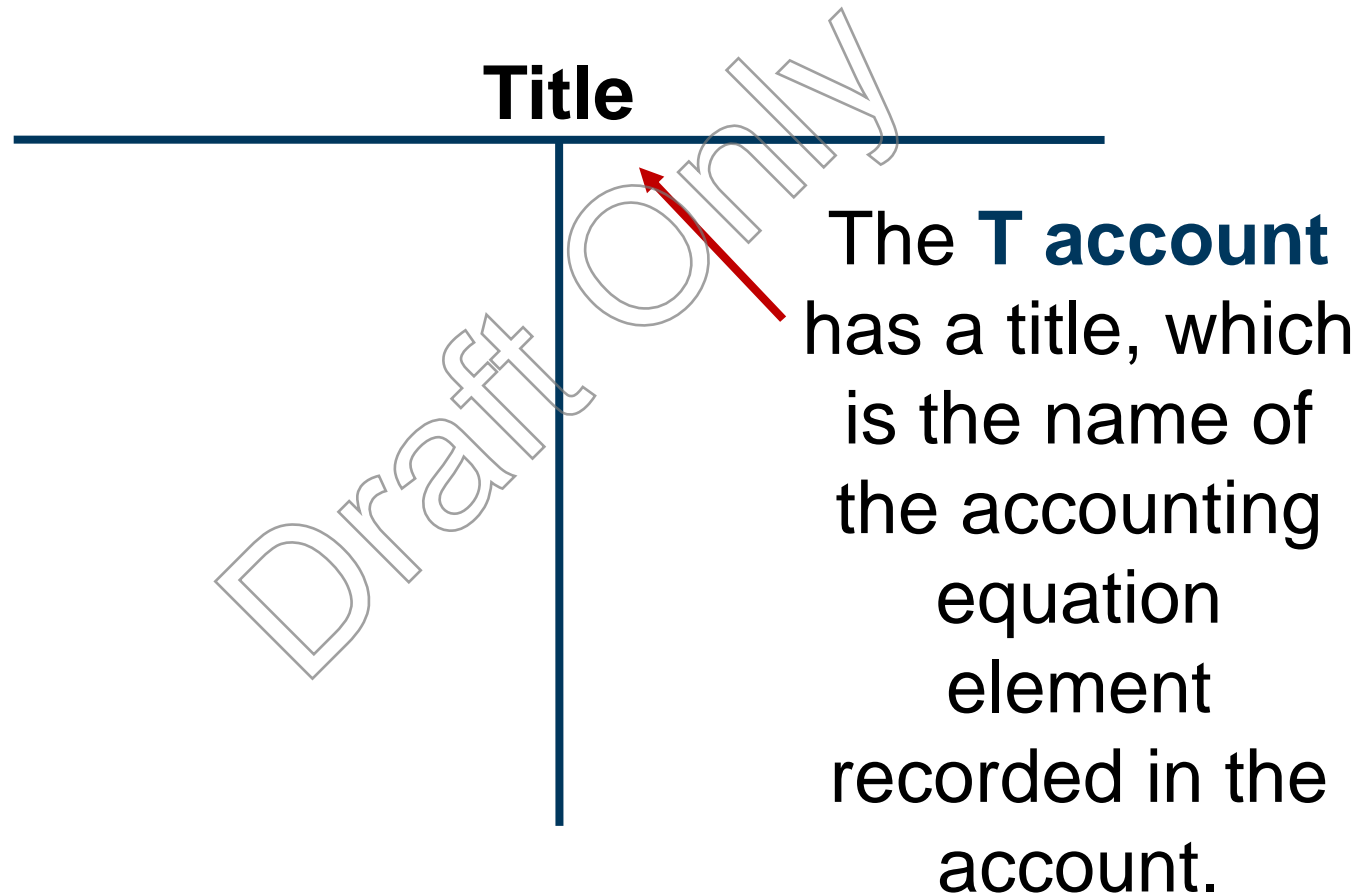 Title
The T account
has a title, which
is the name of
the accounting
equation
element
recorded in the
account.
Draft Only